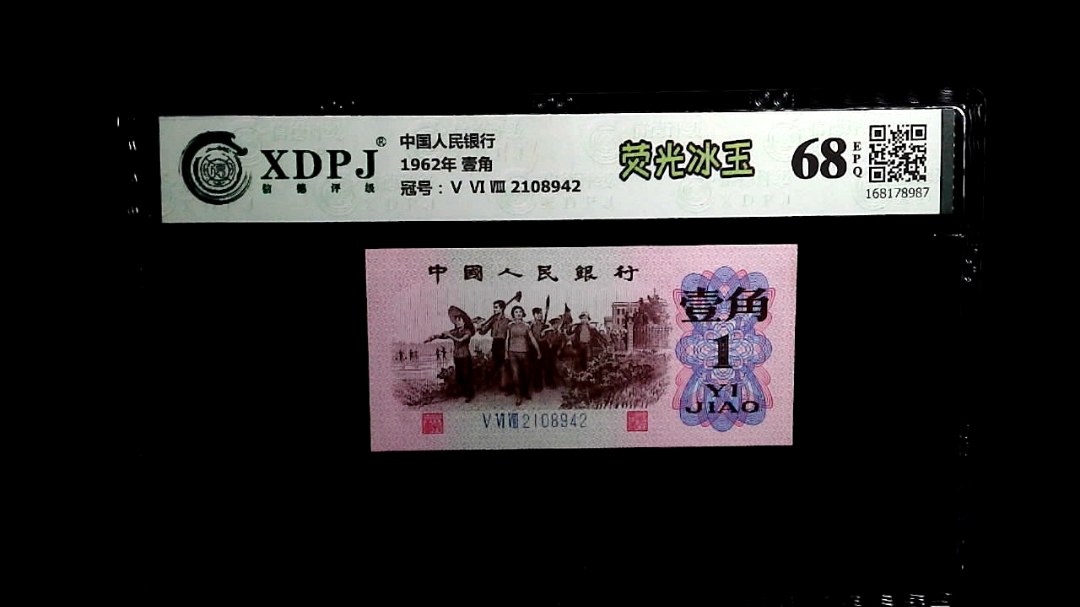 XDPJ®
信德评级
中国人民银行
1962年 壹角
冠号：Ⅴ Ⅵ Ⅷ 2108942
荧光冰玉
68
EPQ
168178987
中國人民銀行
壹角
1
YI
JIAO
Ⅴ Ⅵ Ⅷ 2108942